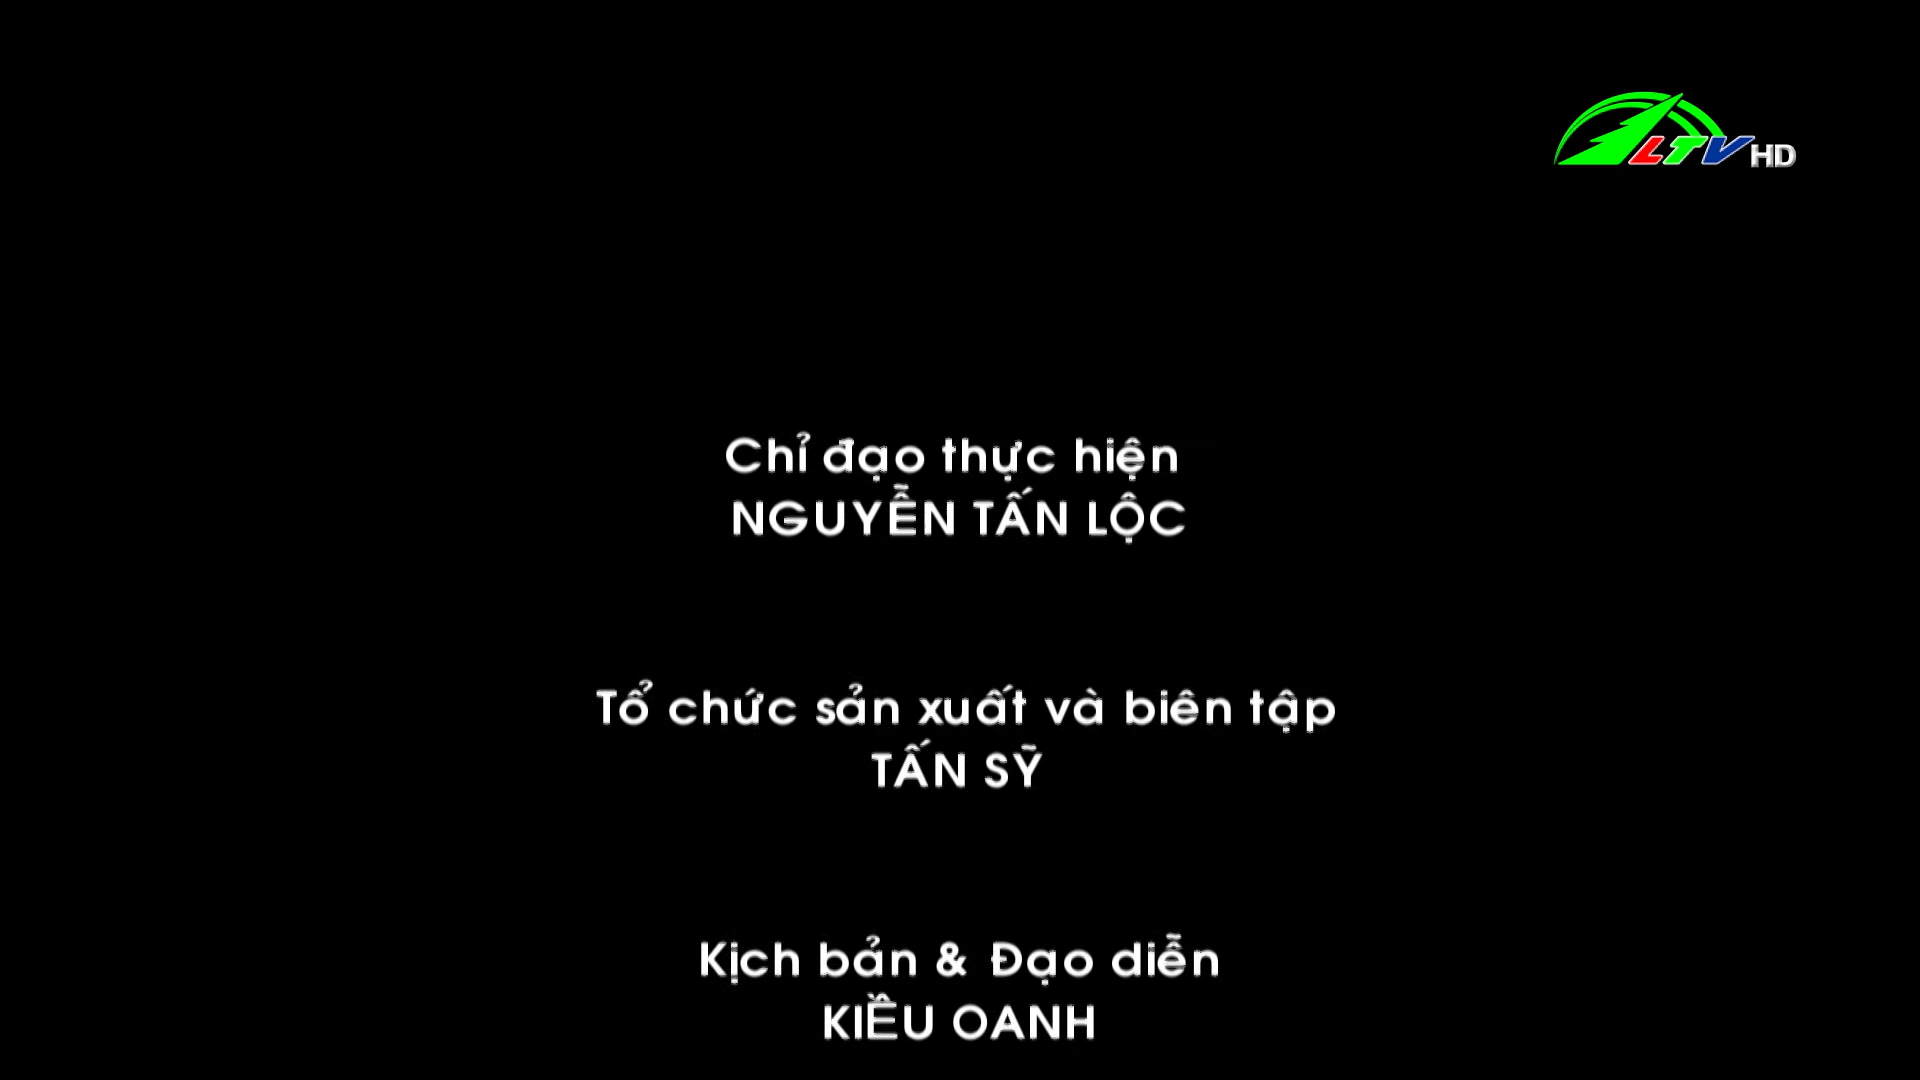 LTV HD
Chỉ đạo thực hiện
NGUYỄN TẤN LỘC
Tổ chức sản xuất và biên tập
TẤN SỸ
Kịch bản & Đạo diễn
KIỀU OANH